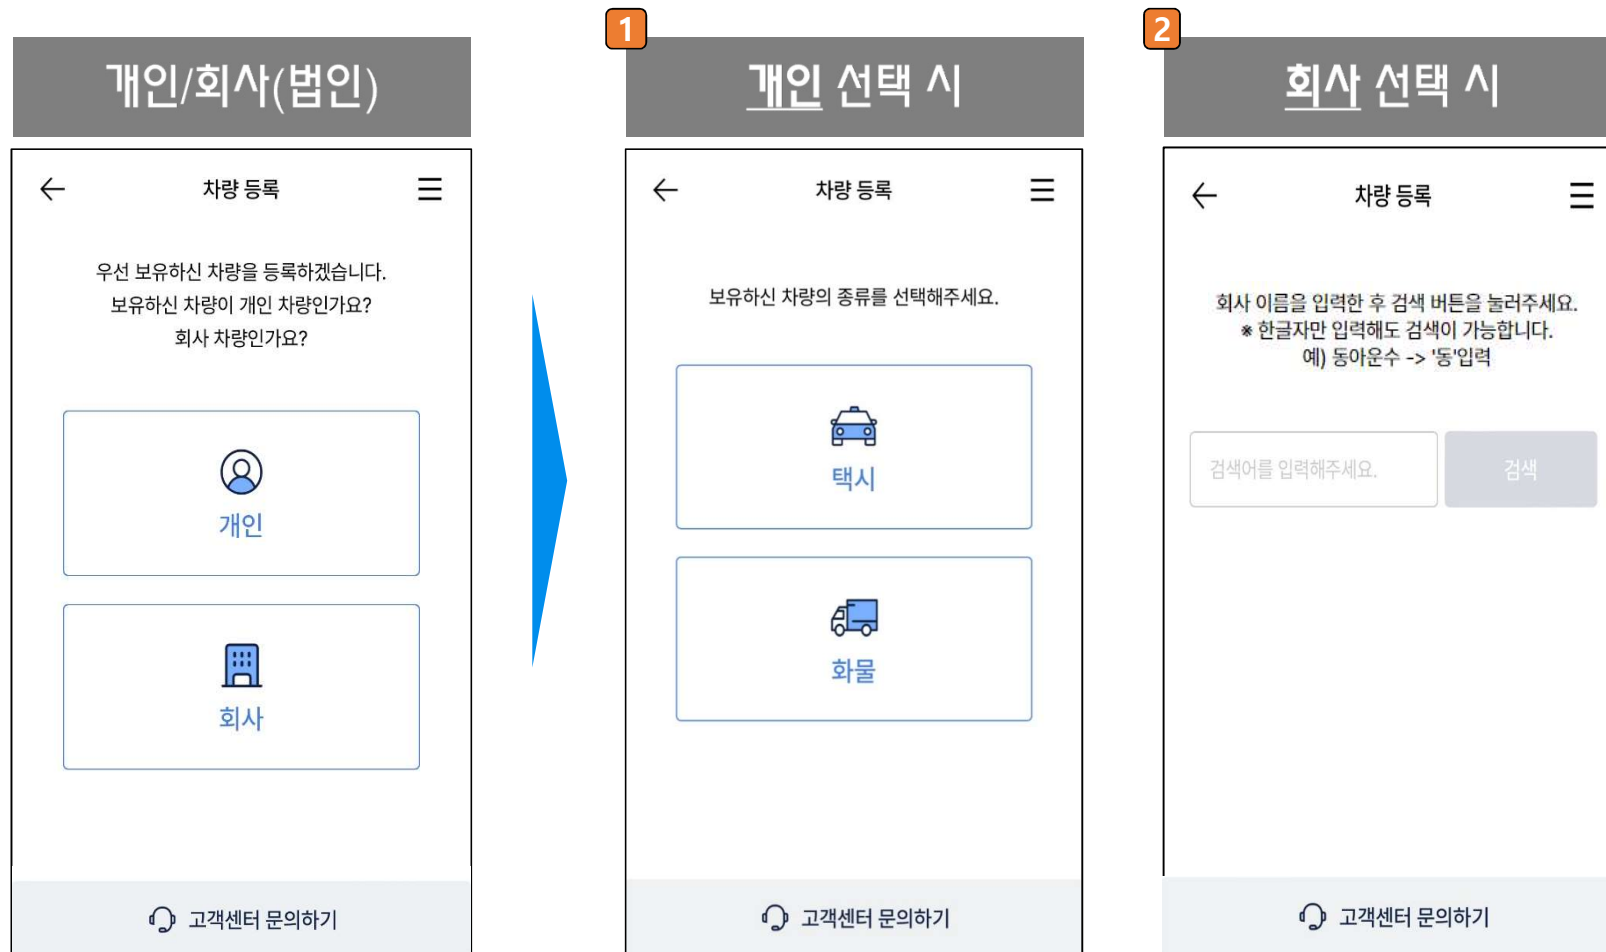 개인/회사(법인)
차량 등록
우선 보유하신 차량을 등록하겠습니다.
보유하신 차량이 개인 차량인가요?
회사 차량인가요?
개인
회사
고객센터 문의하기
1
개인 선택 시
차량 등록
보유하신 차량의 종류를 선택해주세요.
택시
화물
고객센터 문의하기
2
회사 선택 시
차량 등록
회사 이름을 입력한 후 검색 버튼을 눌러주세요.
※ 한글자만 입력해도 검색이 가능합니다.
예) 동아운수 -> '동'입력
검색어를 입력해주세요.
검색
고객센터 문의하기